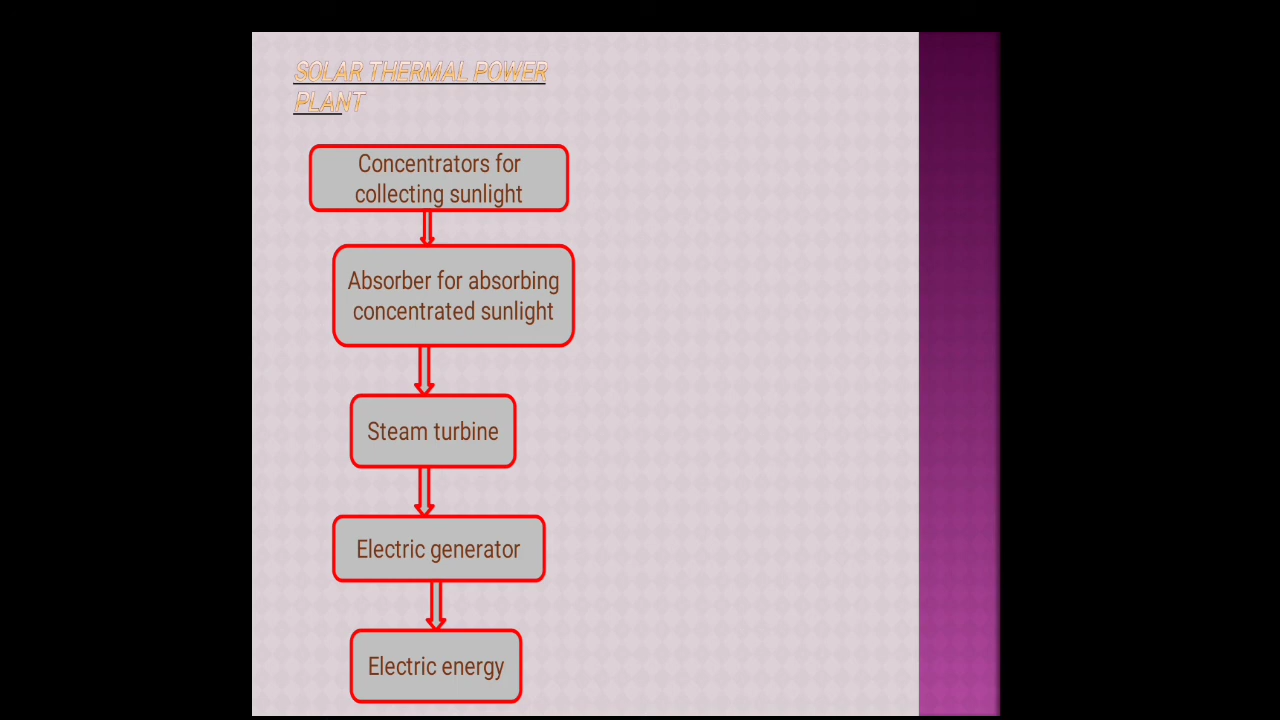 SOLAR THERMAL POWER
PLANT
Concentrators for
collecting sunlight
Absorber for absorbing
concentrated sunlight
Steam turbine
Electric generator
Electric energy